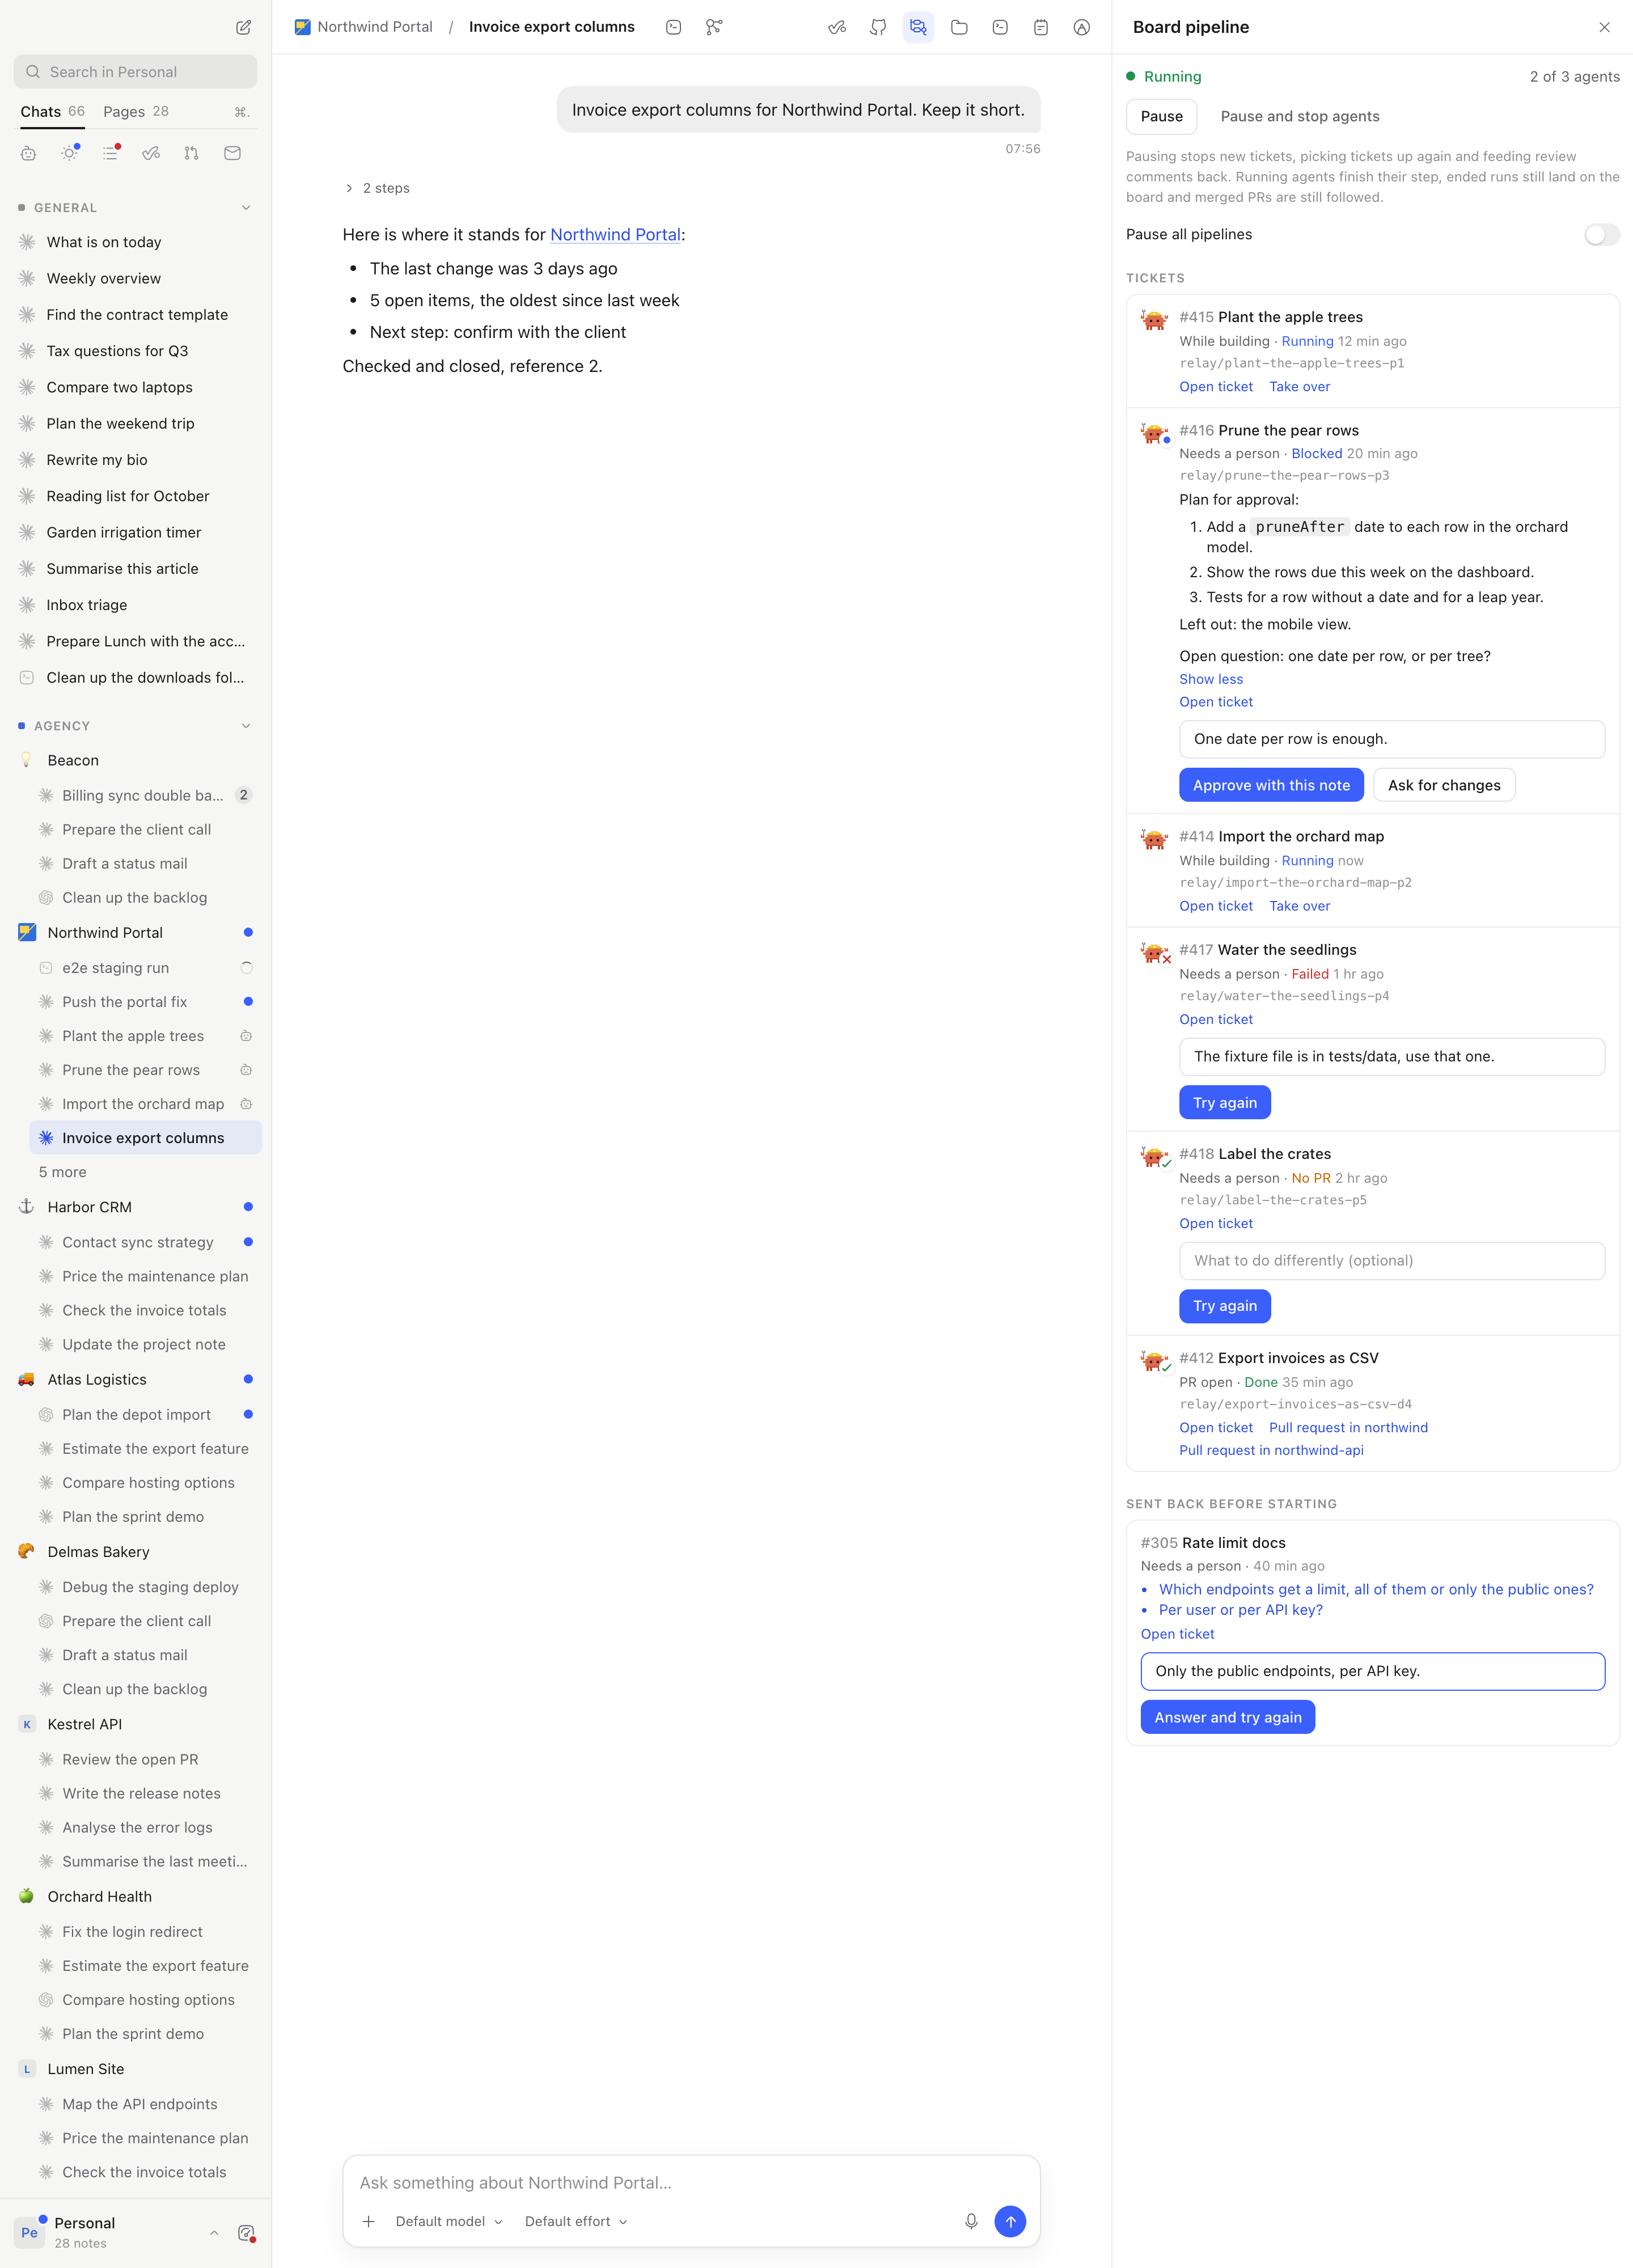 Search in Personal
Chats 66 Pages 28 ⌘.
GENERAL
What is on today
Weekly overview
Find the contract template
Tax questions for Q3
Compare two laptops
Plan the weekend trip
Rewrite my bio
Reading list for October
Garden irrigation timer
Summarise this article
Inbox triage
Prepare Lunch with the acc...
Clean up the downloads fol...
AGENCY
Beacon
Billing sync double ba... 2
Prepare the client call
Draft a status mail
Clean up the backlog
Northwind Portal
e2e staging run
Push the portal fix
Plant the apple trees
Prune the pear rows
Import the orchard map
Invoice export columns
5 more
Harbor CRM
Contact sync strategy
Price the maintenance plan
Check the invoice totals
Update the project note
Atlas Logistics
Plan the depot import
Estimate the export feature
Compare hosting options
Plan the sprint demo
Delmas Bakery
Debug the staging deploy
Prepare the client call
Draft a status mail
Clean up the backlog
K Kestrel API
Review the open PR
Write the release notes
Analyse the error logs
Summarise the last meeti...
Orchard Health
Fix the login redirect
Estimate the export feature
Compare hosting options
Plan the sprint demo
L Lumen Site
Map the API endpoints
Price the maintenance plan
Check the invoice totals
Pe Personal
28 notes
Northwind Portal / Invoice export columns
Invoice export columns for Northwind Portal. Keep it short.
07:56
2 steps
Here is where it stands for Northwind Portal:
• The last change was 3 days ago
• 5 open items, the oldest since last week
• Next step: confirm with the client
Checked and closed, reference 2.
Ask something about Northwind Portal...
Default model Default effort
Board pipeline
Running 2 of 3 agents
Pause Pause and stop agents
Pausing stops new tickets, picking tickets up again and feeding review
comments back. Running agents finish their step, ended runs still land on the
board and merged PRs are still followed.
Pause all pipelines
TICKETS
#415 Plant the apple trees
While building · Running 12 min ago
relay/plant-the-apple-trees-p1
Open ticket Take over
#416 Prune the pear rows
Needs a person · Blocked 20 min ago
relay/prune-the-pear-rows-p3
Plan for approval:
1. Add a pruneAfter date to each row in the orchard
model.
2. Show the rows due this week on the dashboard.
3. Tests for a row without a date and for a leap year.
Left out: the mobile view.
Open question: one date per row, or per tree?
Show less
Open ticket
One date per row is enough.
Approve with this note Ask for changes
#414 Import the orchard map
While building · Running now
relay/import-the-orchard-map-p2
Open ticket Take over
#417 Water the seedlings
Needs a person · Failed 1 hr ago
relay/water-the-seedlings-p4
Open ticket
The fixture file is in tests/data, use that one.
Try again
#418 Label the crates
Needs a person · No PR 2 hr ago
relay/label-the-crates-p5
Open ticket
What to do differently (optional)
Try again
#412 Export invoices as CSV
PR open · Done 35 min ago
relay/export-invoices-as-csv-d4
Open ticket Pull request in northwind
Pull request in northwind-api
SENT BACK BEFORE STARTING
#305 Rate limit docs
Needs a person · 40 min ago
• Which endpoints get a limit, all of them or only the public ones?
• Per user or per API key?
Open ticket
Only the public endpoints, per API key.
Answer and try again